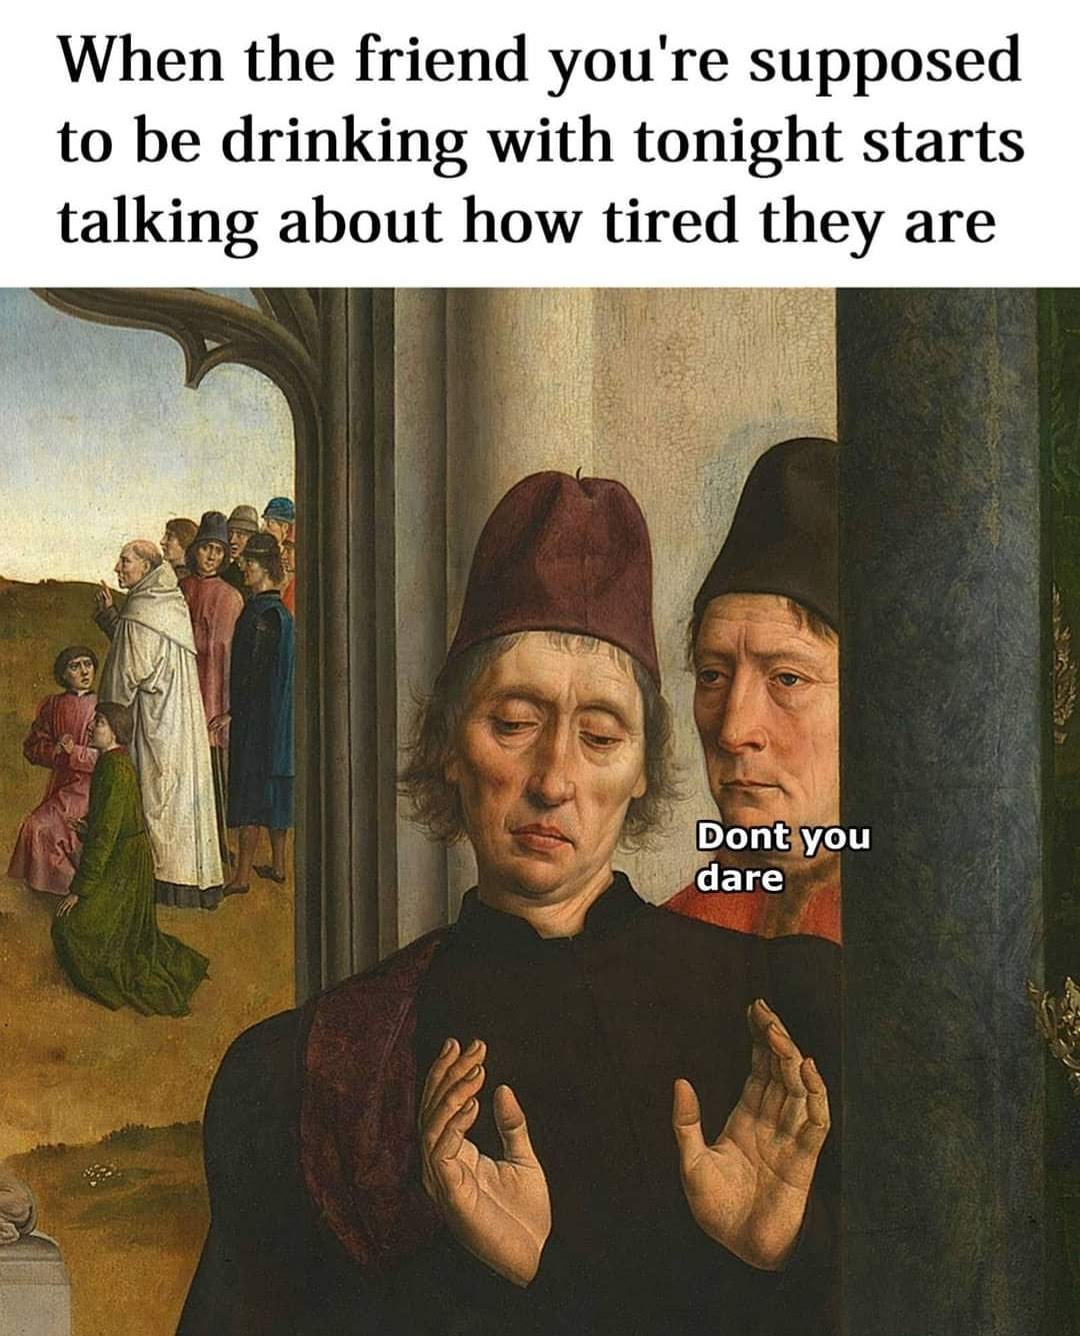 When the friend you're supposed
to be drinking with tonight starts
talking about how tired they are
Dont you
dare